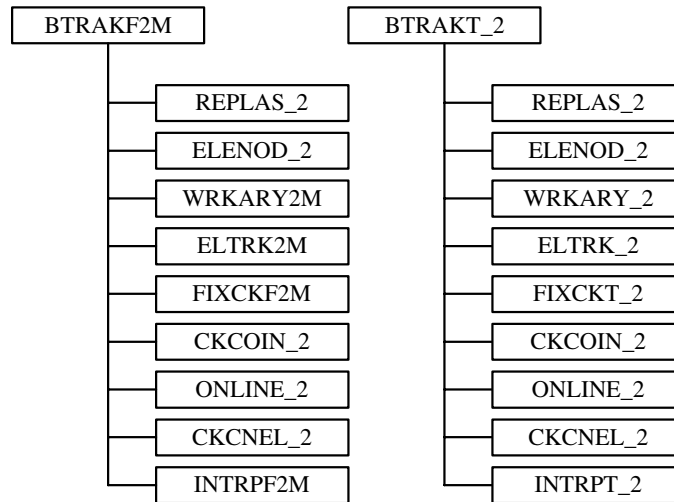 BTRAKF2M
REPLAS_2
ELENOD_2
WRKARY2M
ELTRK2M
FIXCKF2M
CKCOIN_2
ONLINE_2
CKCNEL_2
INTRPF2M
BTRAKT_2
REPLAS_2
ELENOD_2
WRKARY_2
ELTRK_2
FIXCKT_2
CKCOIN_2
ONLINE_2
CKCNEL_2
INTRPT_2